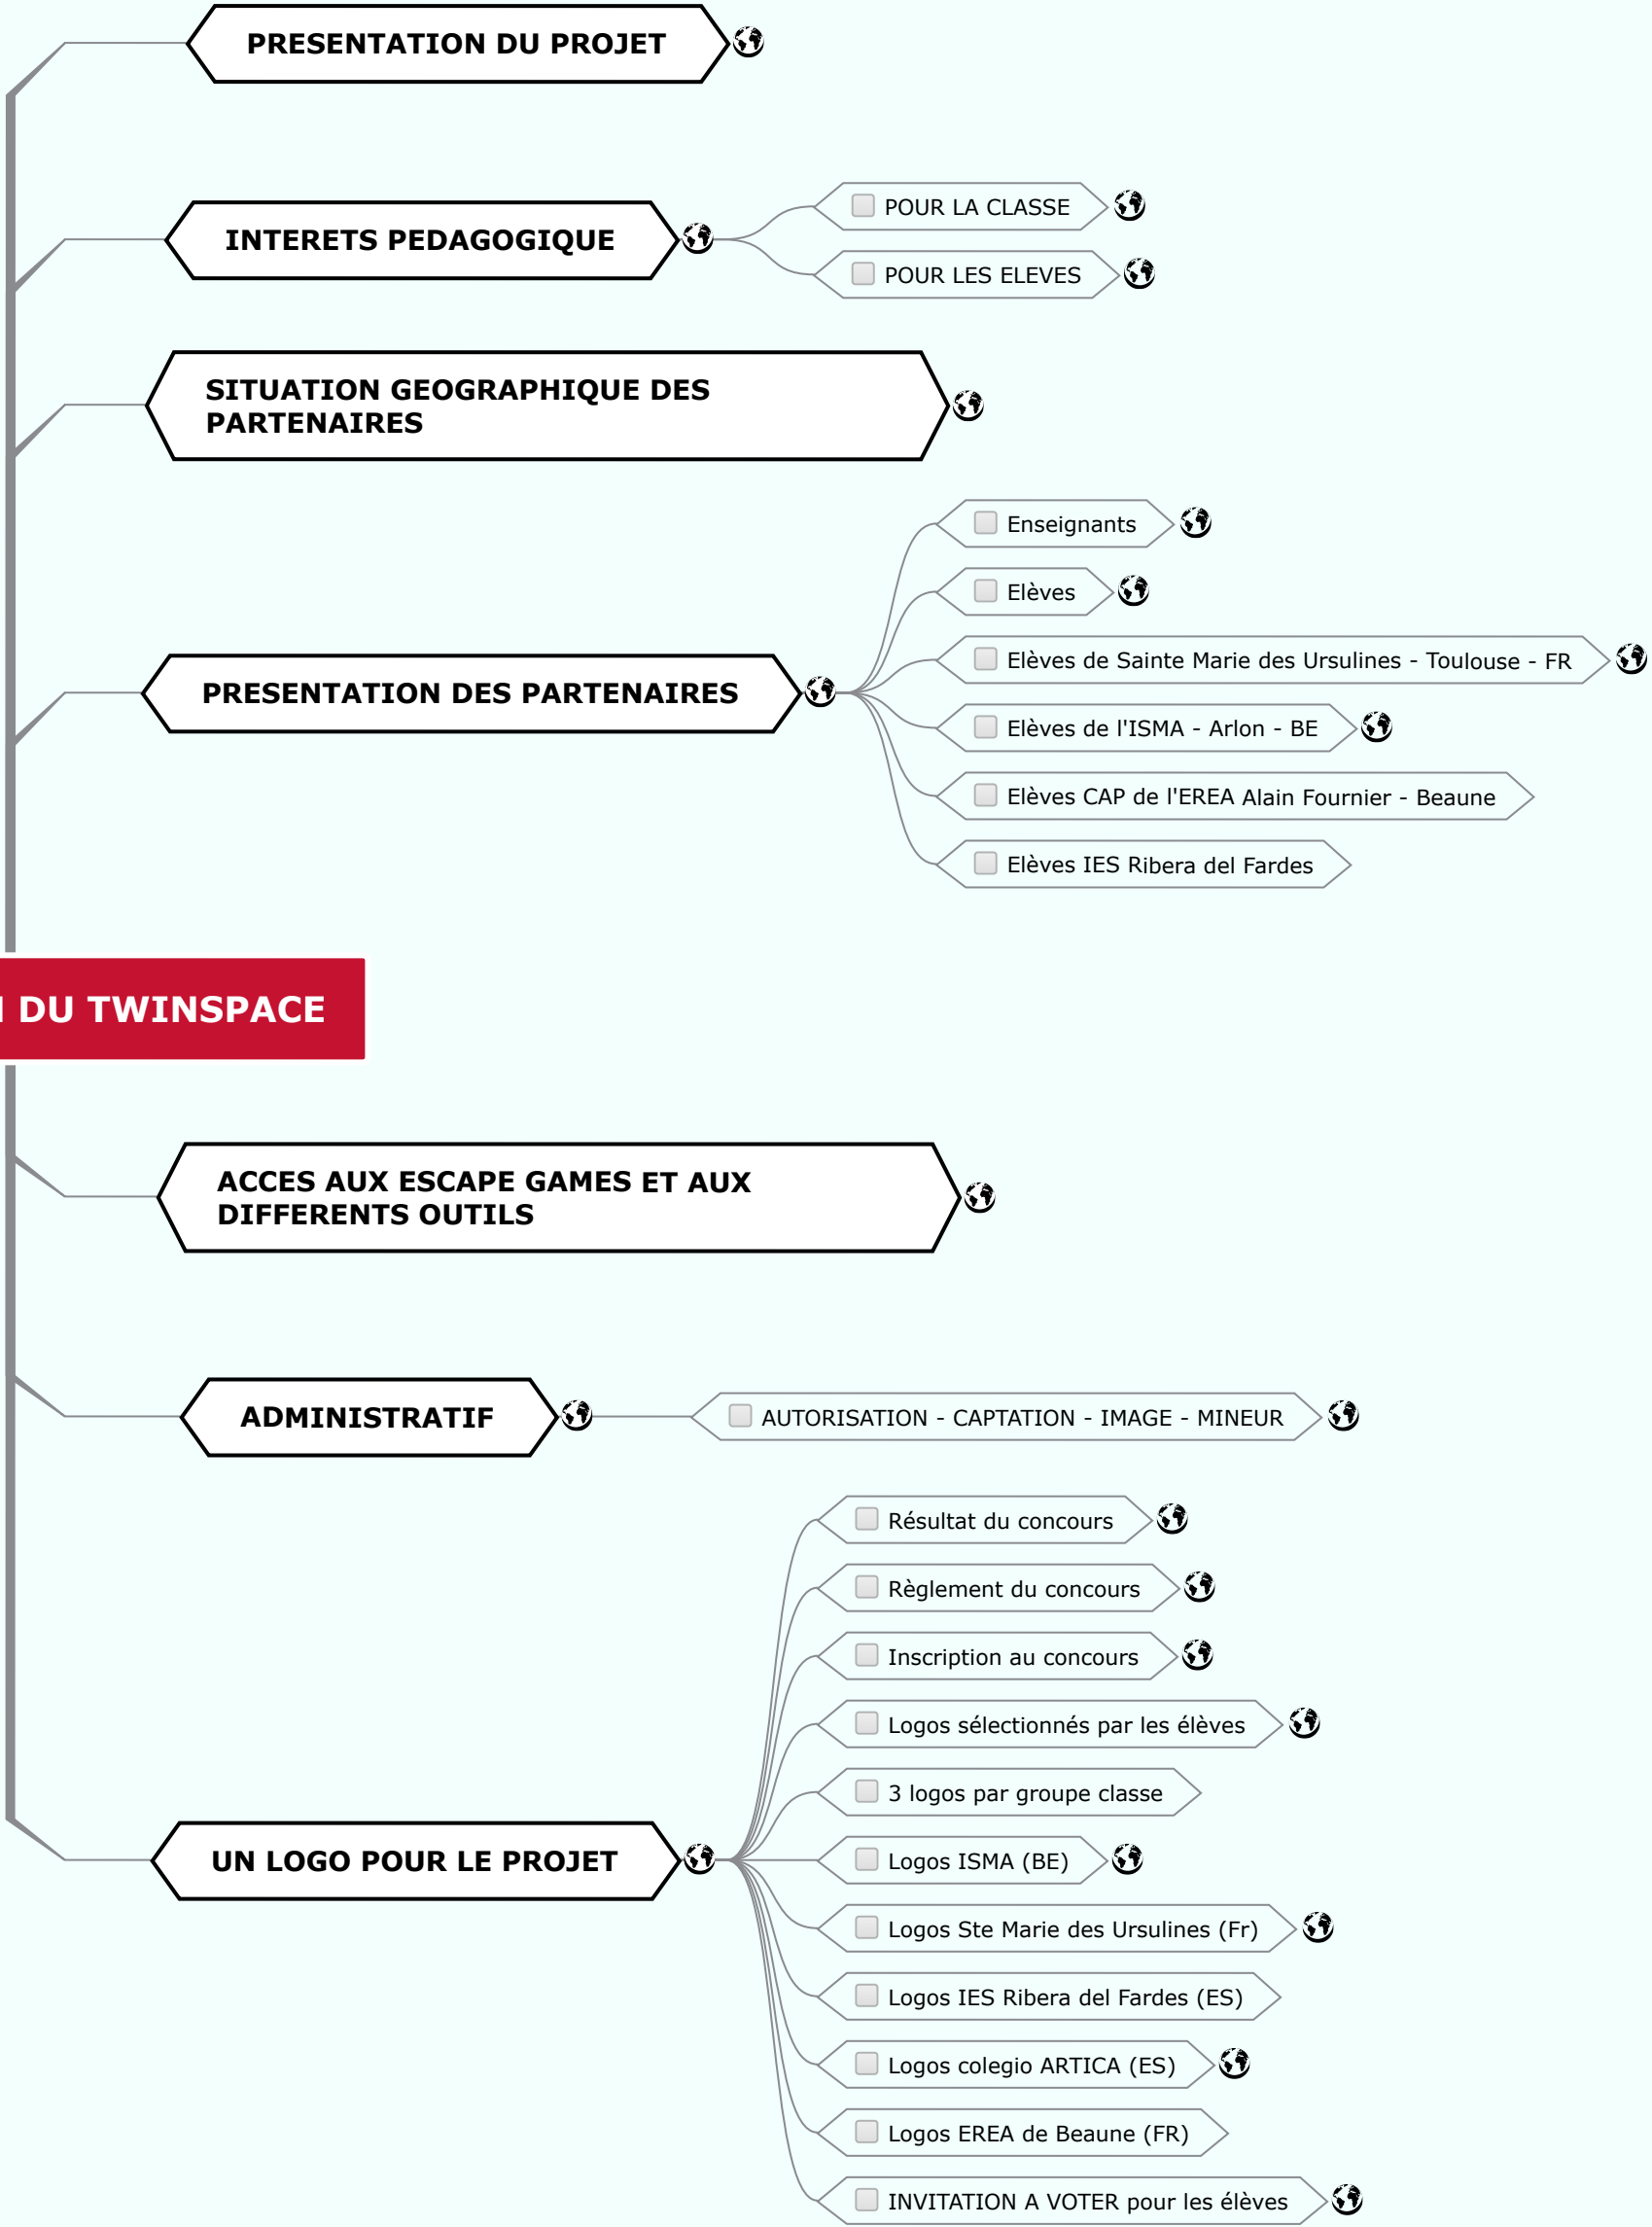 PRESENTATION DU PROJET
INTERETS PEDAGOGIQUE
POUR LA CLASSE
POUR LES ELEVES
SITUATION GEOGRAPHIQUE DES
PARTENAIRES
PRESENTATION DES PARTENAIRES
Enseignants
Elèves
Elèves de Sainte Marie des Ursulines - Toulouse - FR
Elèves de l'ISMA - Arlon - BE
Elèves CAP de l'EREA Alain Fournier - Beaune
Elèves IES Ribera del Fardes
DU TWINSPACE
ACCES AUX ESCAPE GAMES ET AUX
DIFFERENTS OUTILS
ADMINISTRATIF
AUTORISATION - CAPTATION - IMAGE - MINEUR
UN LOGO POUR LE PROJET
Résultat du concours
Règlement du concours
Inscription au concours
Logos sélectionnés par les élèves
3 logos par groupe classe
Logos ISMA (BE)
Logos Ste Marie des Ursulines (Fr)
Logos IES Ribera del Fardes (ES)
Logos colegio ARTICA (ES)
Logos EREA de Beaune (FR)
INVITATION A VOTER pour les élèves